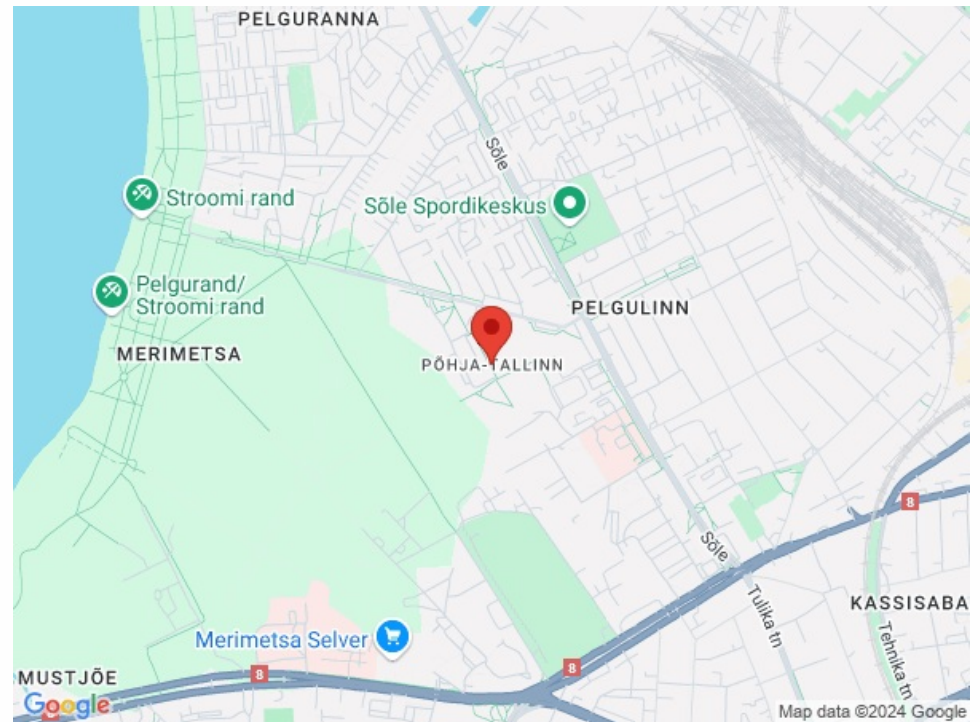 PELGURANNA
Sõle
Stroomi rand
Sõle Spordikeskus
Pelgurand/
Stroomi rand
PELGULINN
MERIMETSA
PÕHJA-TALLINN
8
Sõle
Tulika tn
KASSISABA
Tehnika tn
Merimetsa Selver
8
8
MUSTJÕE
Google
Map data ©2024 Google